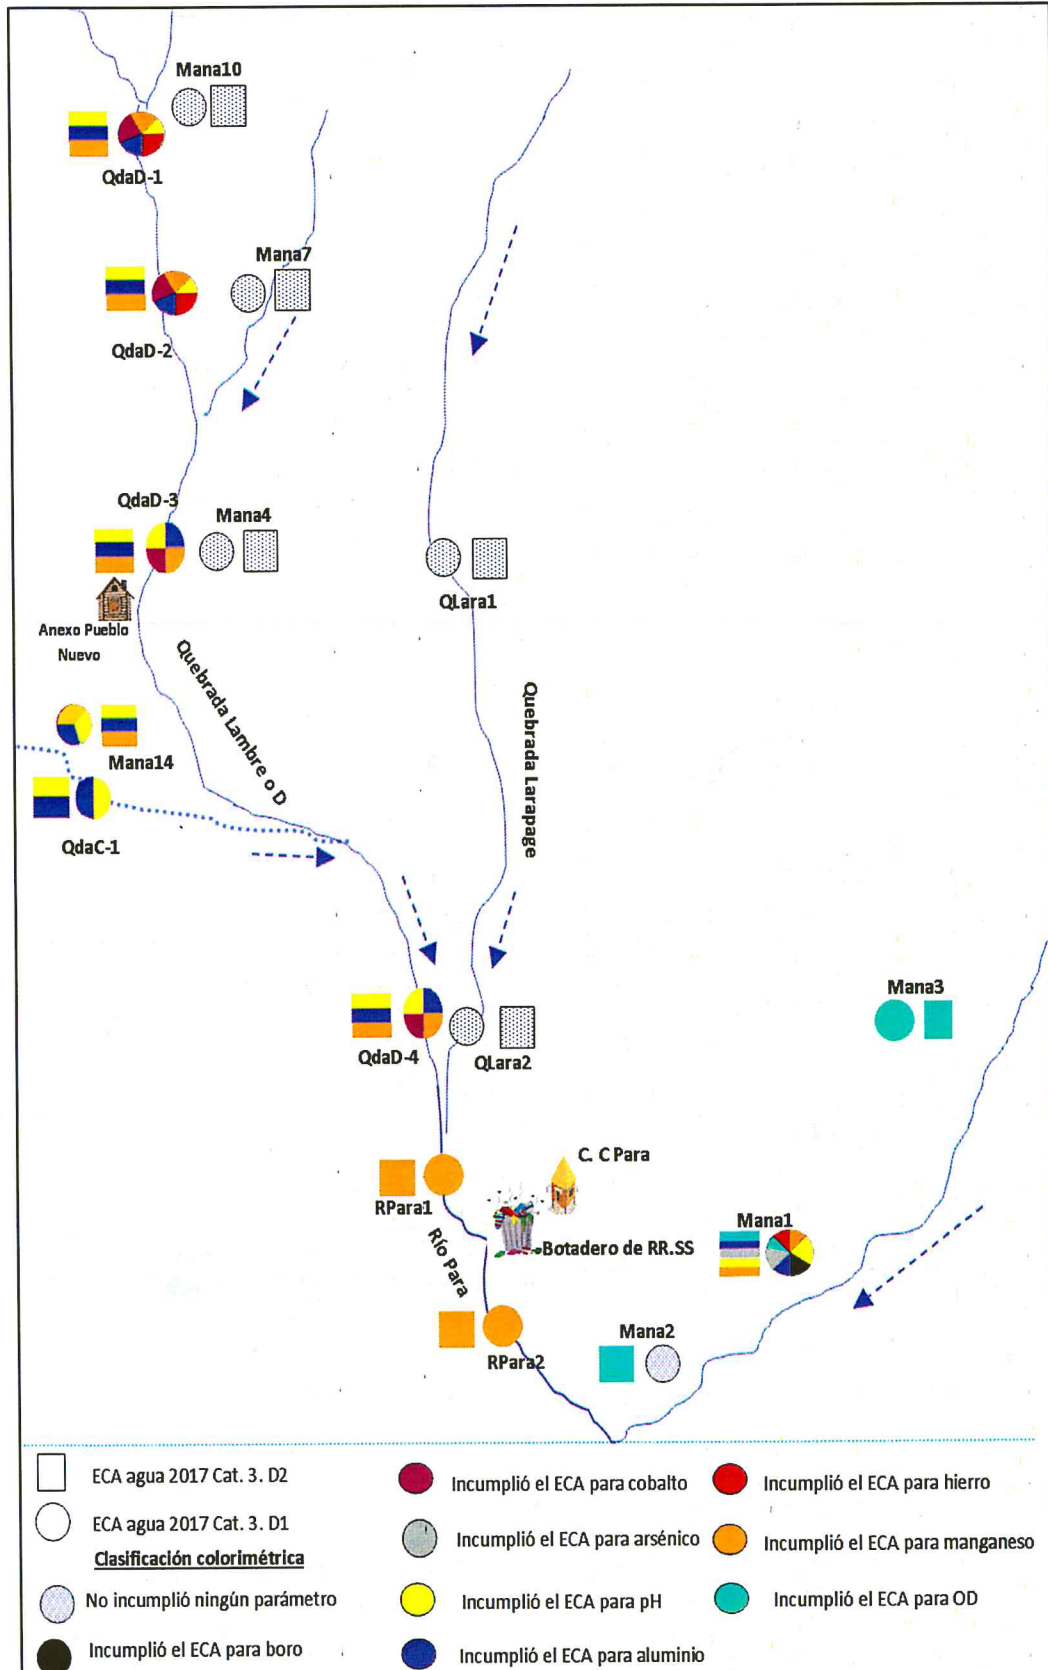 Mana10
QdaD-1
Mana7
QdaD-2
QdaD-3
Mana4
QLara1
Anexo Pueblo
Nuevo
Quebrada Lambre o D
Quebrada Larapage
Mana14
QdaC-1
Mana3
QdaD-4
QLara2
C. C Para
RPara1
Mana1
Botadero de RR.SS
Río Para
Mana2
RPara2
ECA agua 2017 Cat. 3. D2
ECA agua 2017 Cat. 3. D1
Clasificación colorimétrica
No incumplió ningún parámetro
Incumplió el ECA para boro
Incumplió el ECA para cobalto
Incumplió el ECA para arsénico
Incumplió el ECA para pH
Incumplió el ECA para aluminio
Incumplió el ECA para hierro
Incumplió el ECA para manganeso
Incumplió el ECA para OD